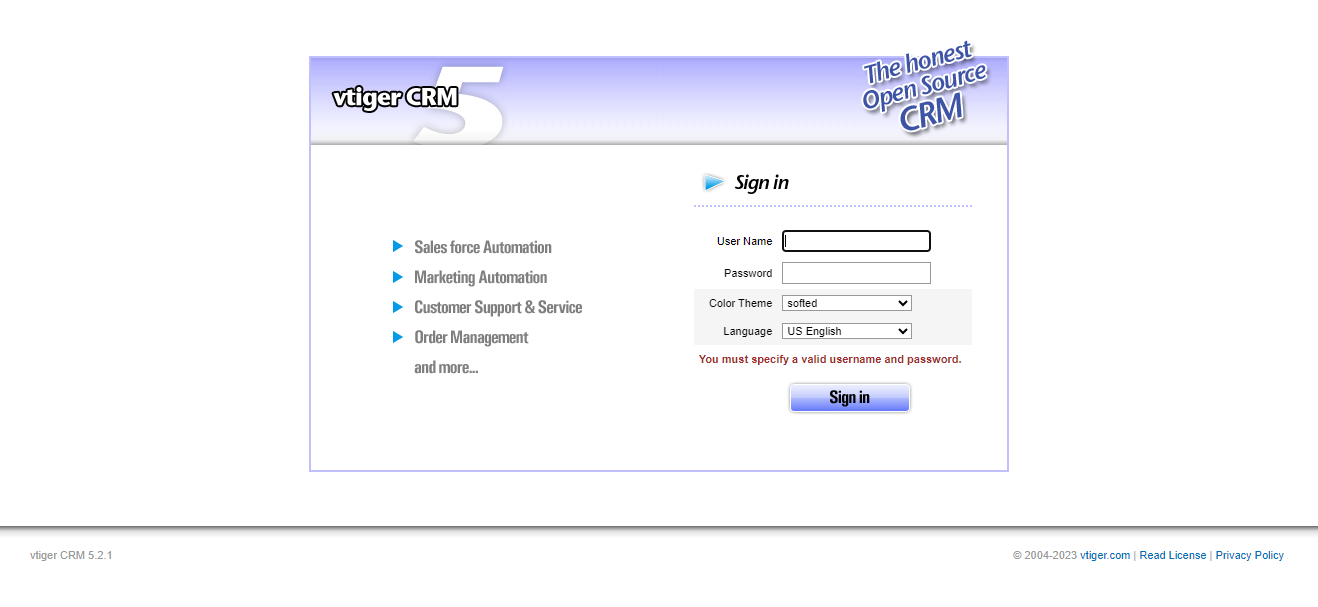 vtiger CRM 5
The honest
Open Source
CRM
Sign in
User Name
Password
Color Theme softed
Language US English
You must specify a valid username and password.
Sign in
Sales force Automation
Marketing Automation
Customer Support & Service
Order Management
and more...
vtiger CRM 5.2.1
© 2004-2023 vtiger.com | Read License | Privacy Policy